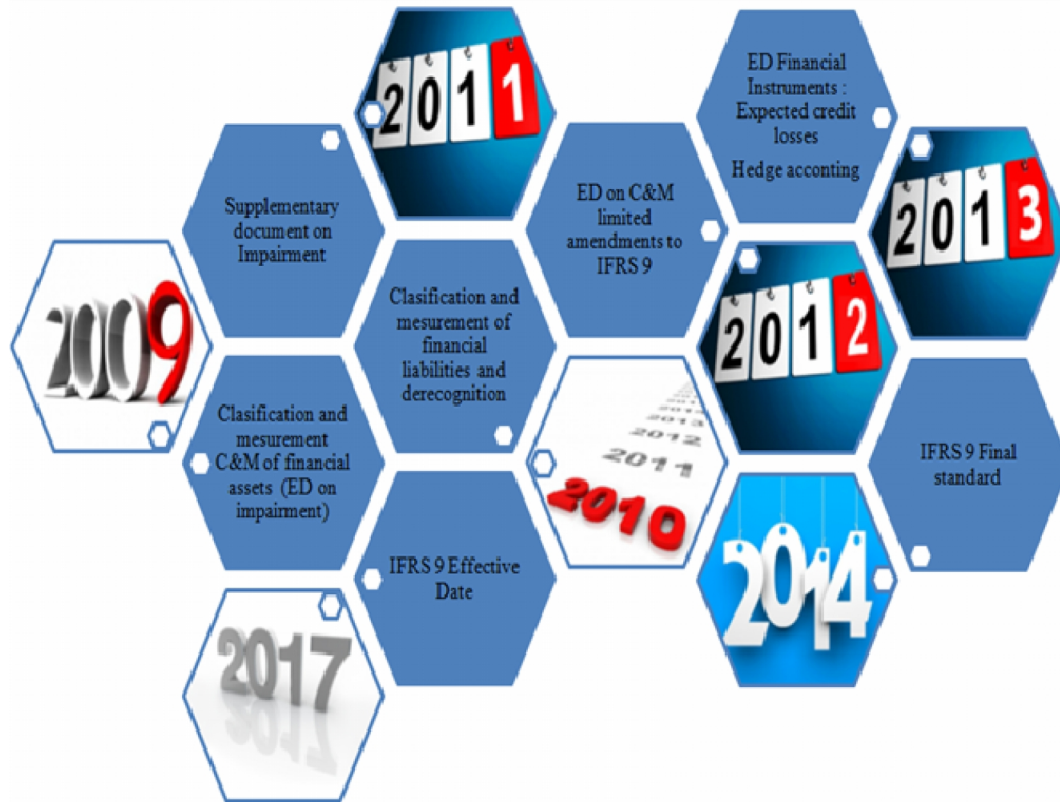 2011
ED Financial
Instruments :
Expected credit
losses
Hedge acconting
Supplementary
document on
Impairment
ED on C&M
limited
amendments to
IFRS 9
2013
2009
Clasification and
mesurement of
financial
liabilities and
derecognition
2012
Clasification and
mesurement
C&M of financial
assets (ED on
impairment)
2014
2013
2012
2011
2010
IFRS 9 Final
standard
IFRS 9 Effective
Date
2014
2017